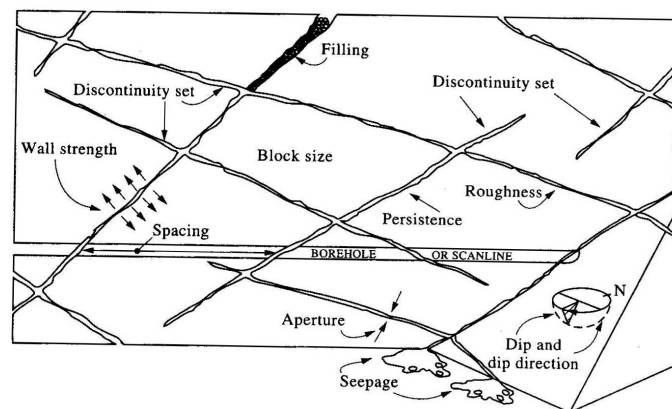 Filling
Discontinuity set
Discontinuity set
Wall strength
Block size
Roughness
Persistence
Spacing
BOREHOLE OR SCANLINE
N
Aperture
Dip and
dip direction
Seepage